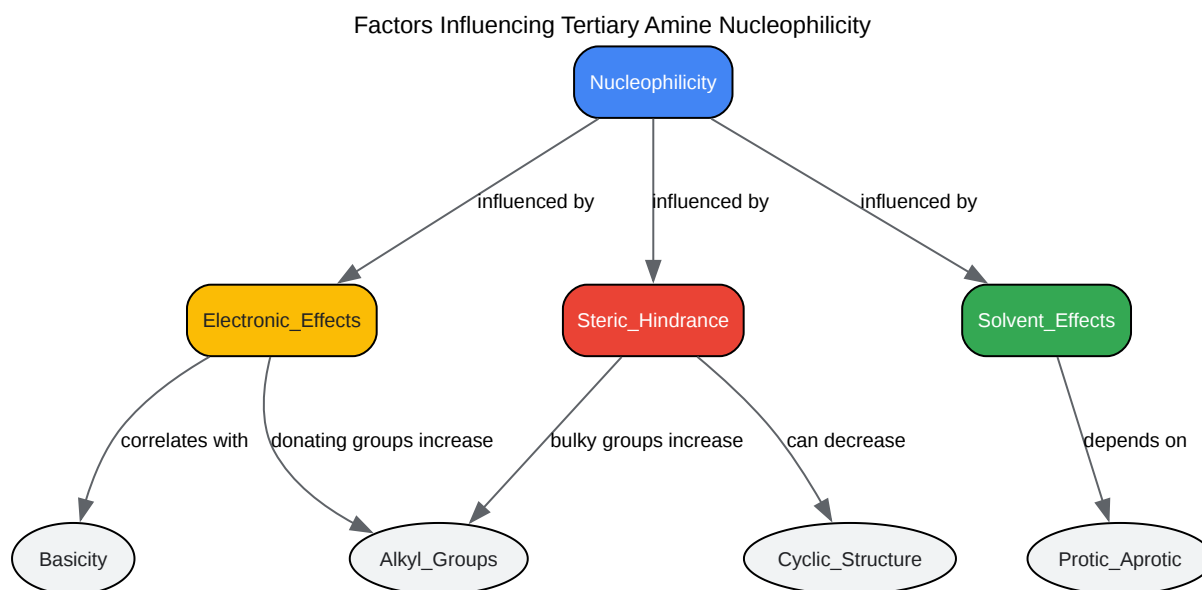 Factors Influencing Tertiary Amine Nucleophilicity
Nucleophilicity
influenced by
influenced by
influenced by
Electronic_Effects
Steric_Hindrance
Solvent_Effects
correlates with
donating groups increase
bulky groups increase
can decrease
depends on
Basicity
Alkyl_Groups
Cyclic_Structure
Protic_Aprotic